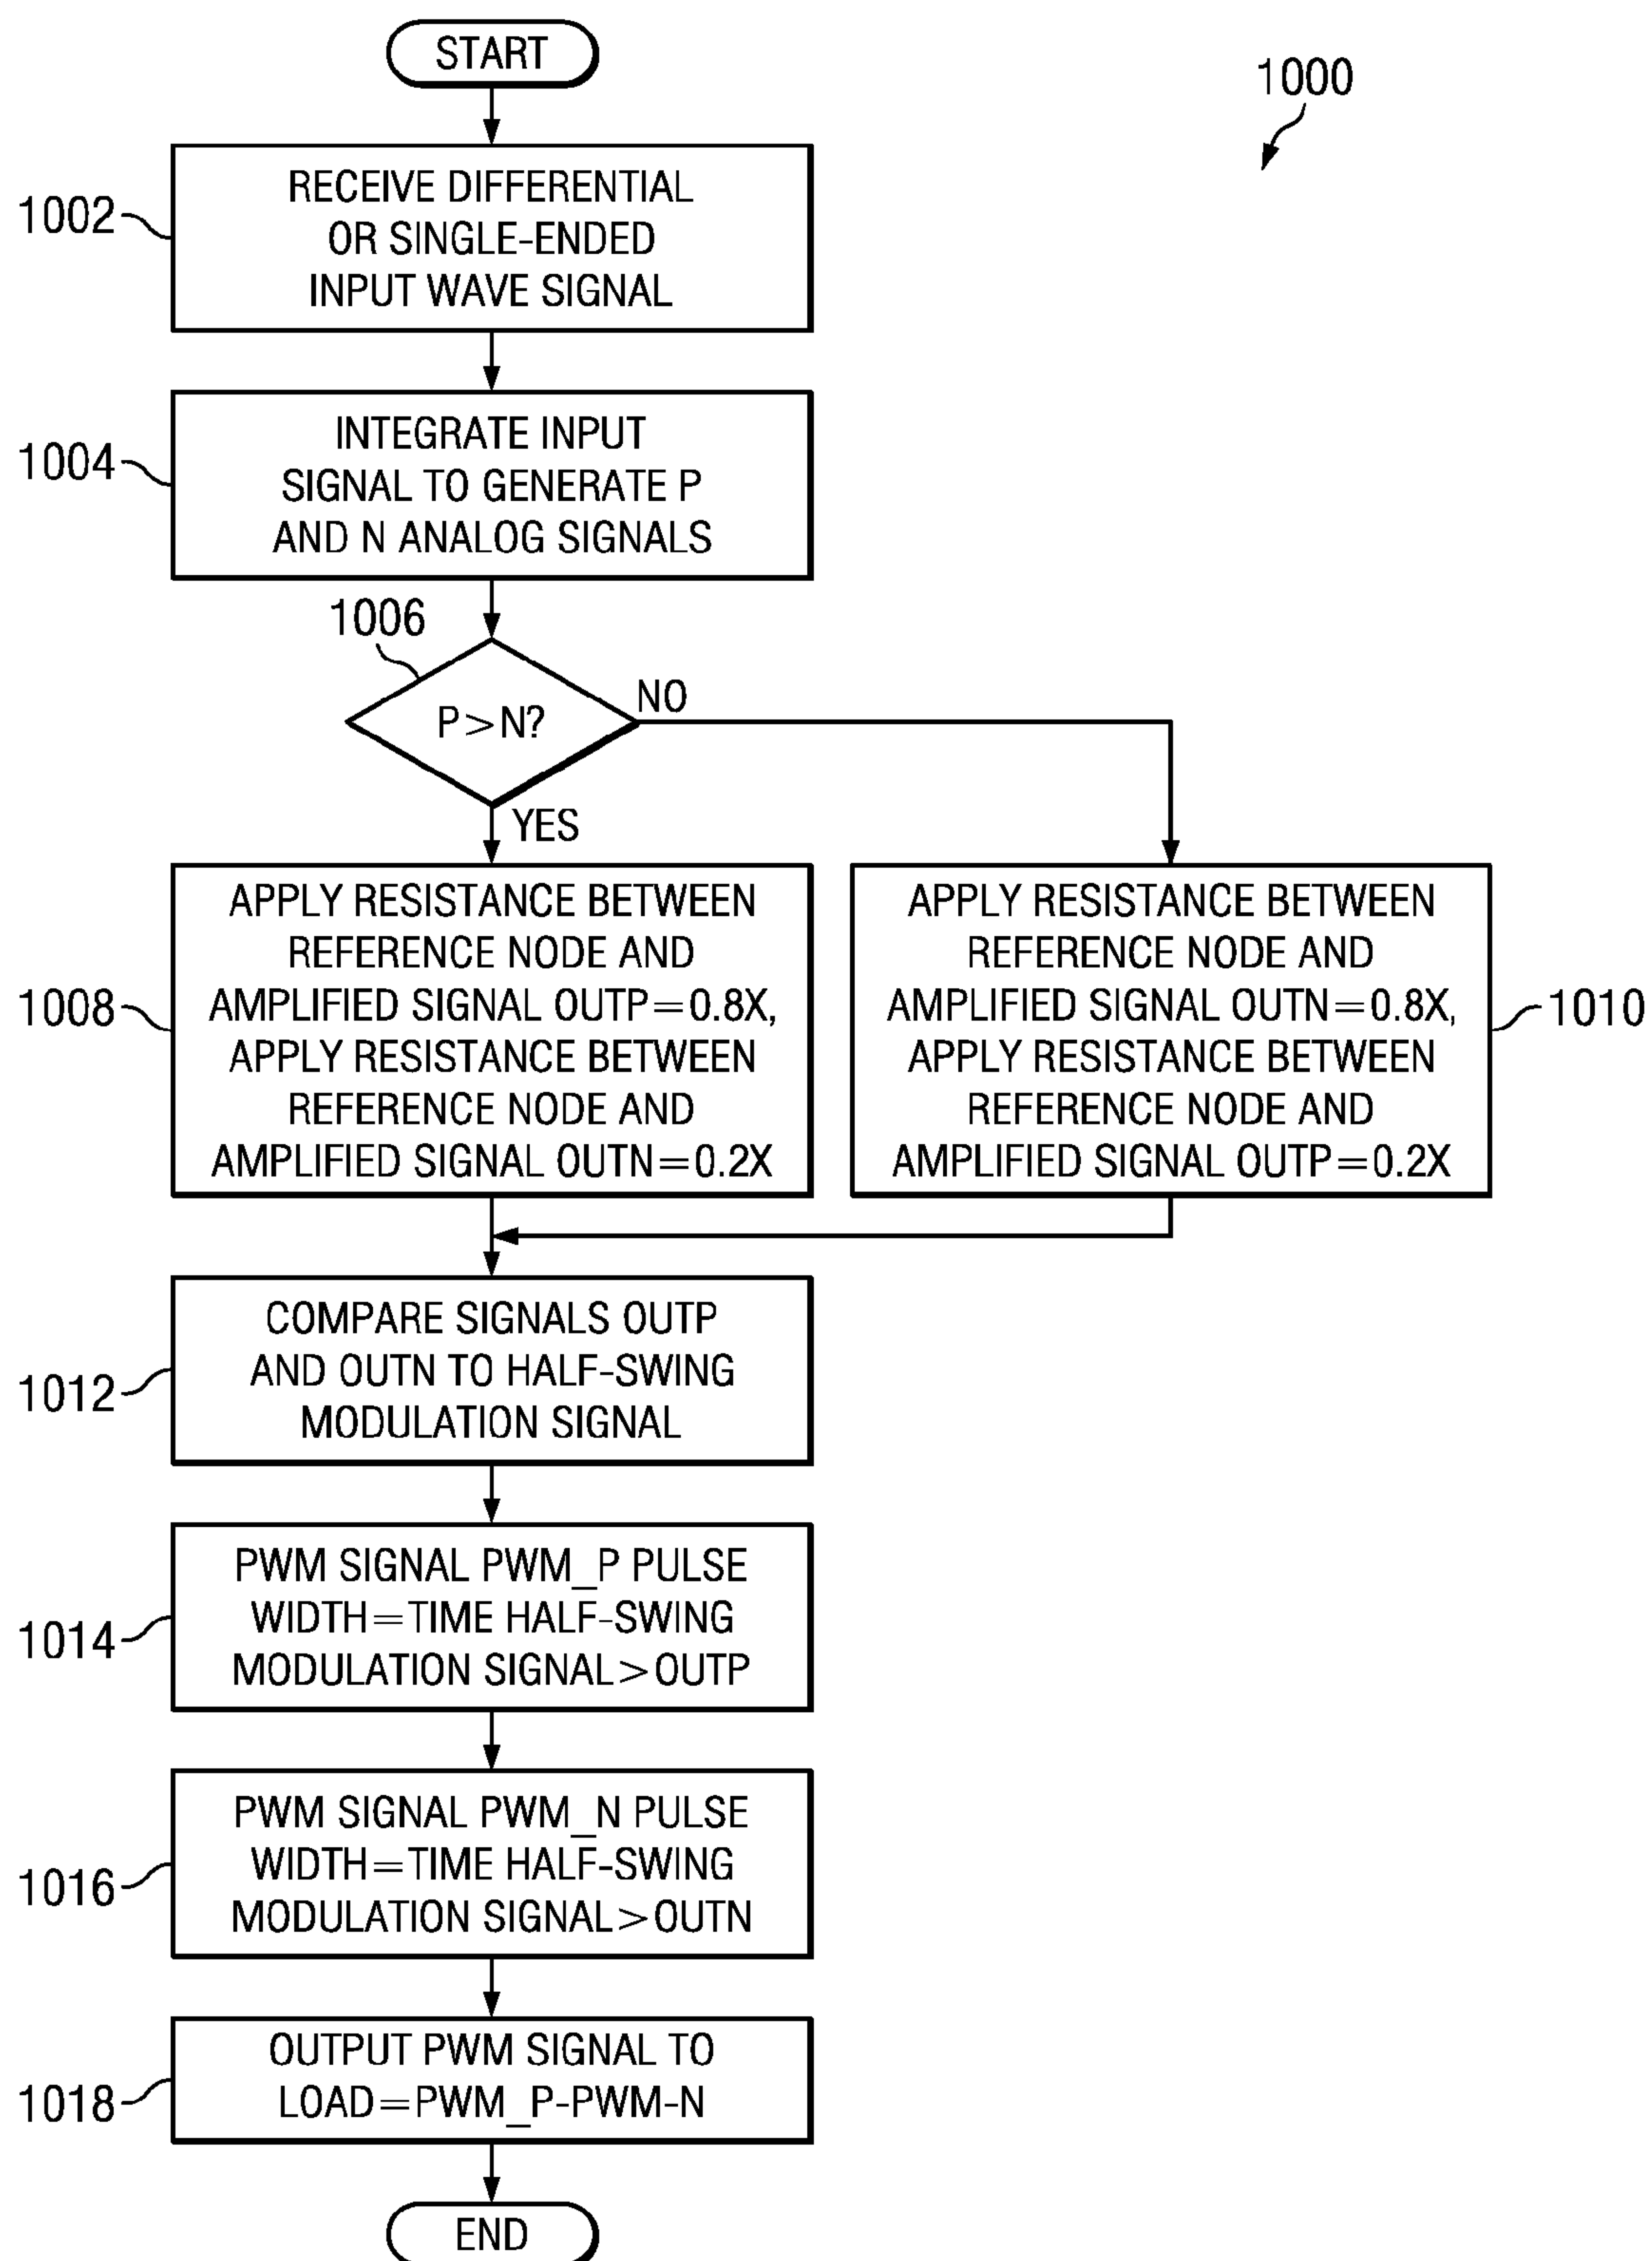 START
1000
1002
RECEIVE DIFFERENTIAL
OR SINGLE-ENDED
INPUT WAVE SIGNAL
1004
INTEGRATE INPUT
SIGNAL TO GENERATE P
AND N ANALOG SIGNALS
1006
P>N?
NO
YES
1008
APPLY RESISTANCE BETWEEN
REFERENCE NODE AND
AMPLIFIED SIGNAL OUTP=0.8X,
APPLY RESISTANCE BETWEEN
REFERENCE NODE AND
AMPLIFIED SIGNAL OUTN=0.2X
APPLY RESISTANCE BETWEEN
REFERENCE NODE AND
AMPLIFIED SIGNAL OUTN=0.8X,
APPLY RESISTANCE BETWEEN
REFERENCE NODE AND
AMPLIFIED SIGNAL OUTP=0.2X
1010
1012
COMPARE SIGNALS OUTP
AND OUTN TO HALF-SWING
MODULATION SIGNAL
1014
PWM SIGNAL PWM_P PULSE
WIDTH=TIME HALF-SWING
MODULATION SIGNAL>OUTP
1016
PWM SIGNAL PWM_N PULSE
WIDTH=TIME HALF-SWING
MODULATION SIGNAL>OUTN
1018
OUTPUT PWM SIGNAL TO
LOAD=PWM_P-PWM-N
END